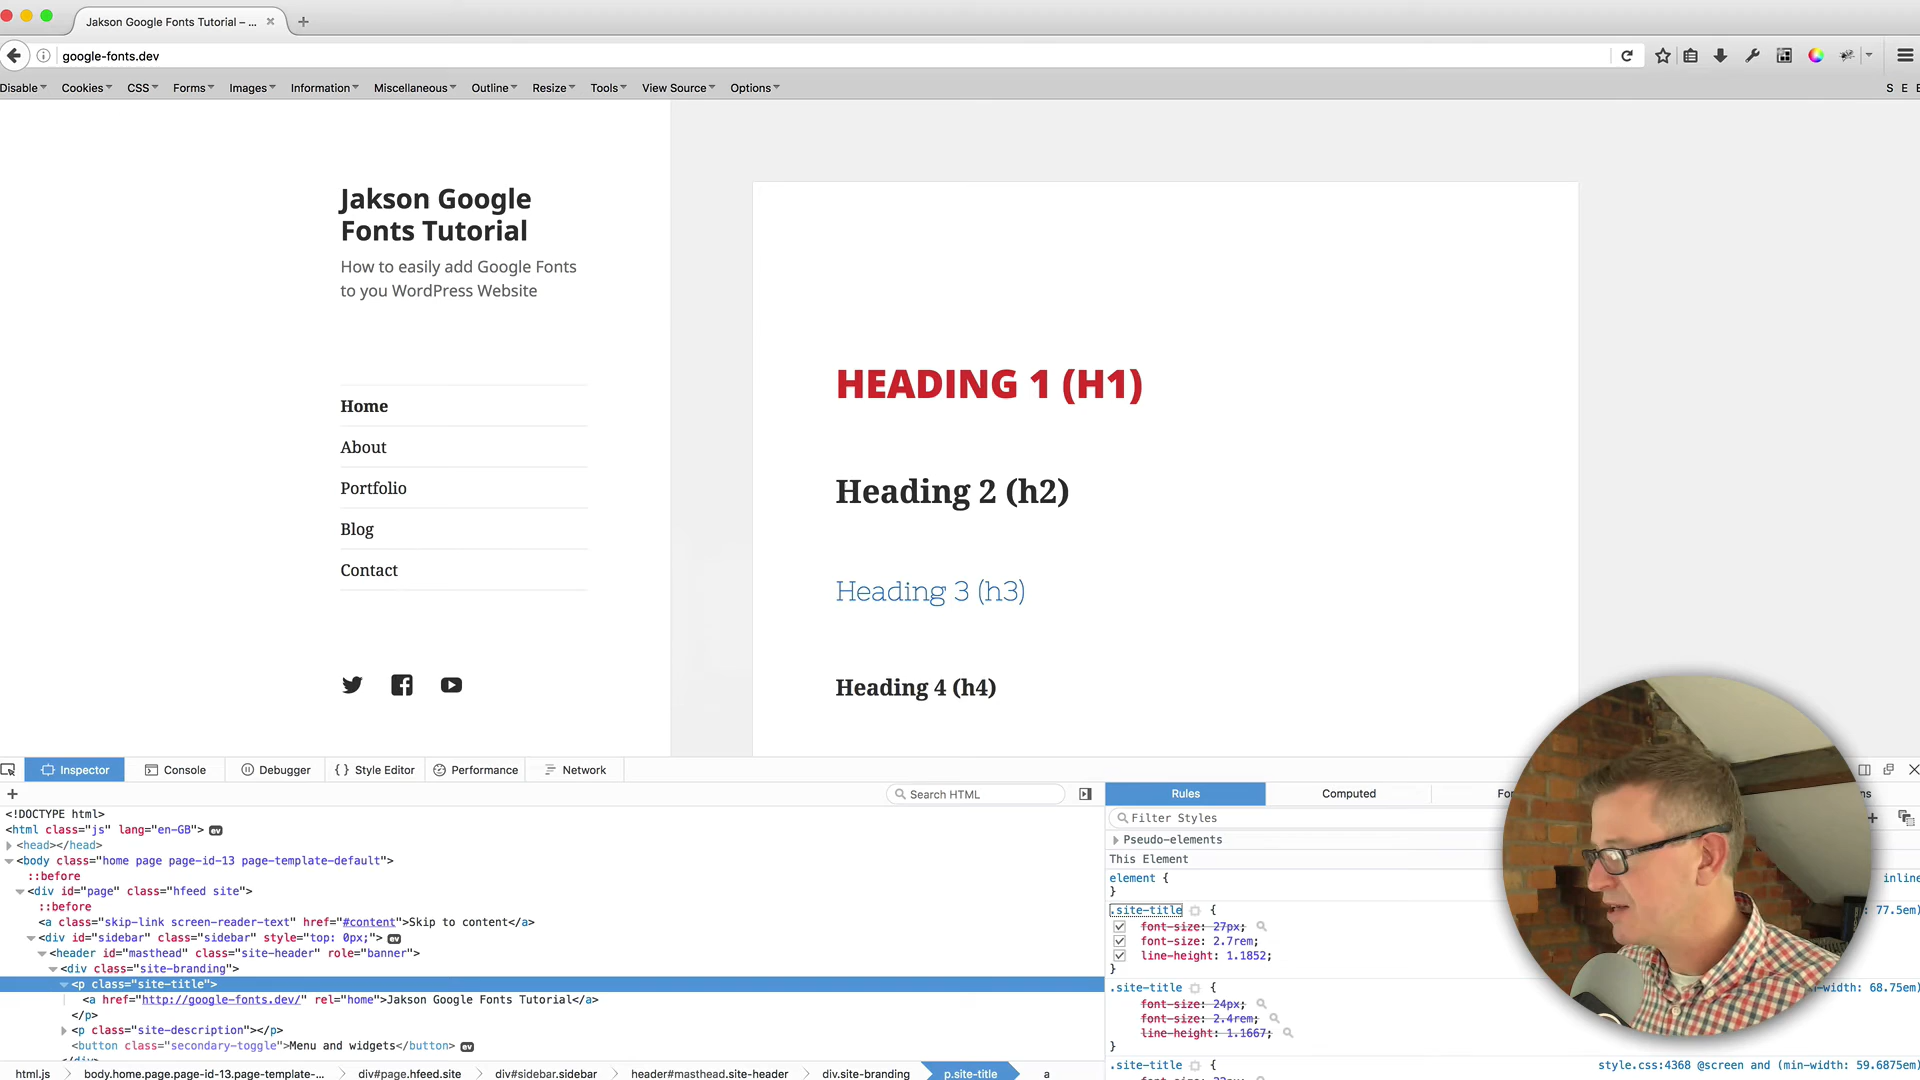 Jakson Google Fonts Tutorial – ...
google-fonts.dev
Disable Cookies CSS Forms Images Information Miscellaneous Outline Resize Tools View Source Options
S E
Jakson Google
Fonts Tutorial
How to easily add Google Fonts
to you WordPress Website
Home
About
Portfolio
Blog
Contact
HEADING 1 (H1)
Heading 2 (h2)
Heading 3 (h3)
Heading 4 (h4)
Inspector Console Debugger Style Editor Performance Network
Search HTML
<!DOCTYPE html>
<html class="js" lang="en-GB"> ev
<head></head>
<body class="home page page-id-13 page-template-default">
::before
<div id="page" class="hfeed site">
::before
<a class="skip-link screen-reader-text" href="#content">Skip to content</a>
<div id="sidebar" class="sidebar" style="top: 0px;"> ev
<header id="masthead" class="site-header" role="banner">
<div class="site-branding">
<p class="site-title">
<a href="http://google-fonts.dev/" rel="home">Jakson Google Fonts Tutorial</a>
</p>
<p class="site-description"></p>
<button class="secondary-toggle">Menu and widgets</button> ev
</div>
html.js body.home.page.page-id-13.page-template-... div#page.hfeed.site div#sidebar.sidebar header#masthead.site-header div.site-branding p.site-title a
Rules Computed
Filter Styles
Pseudo-elements
This Element
element {
inline
}
.site-title {
77.5em)
font-size: 27px;
font-size: 2.7rem;
line-height: 1.1852;
}
.site-title {
width: 68.75em)
font-size: 24px;
font-size: 2.4rem;
line-height: 1.1667;
}
.site-title {
style.css:4368 @screen and (min-width: 59.6875em)